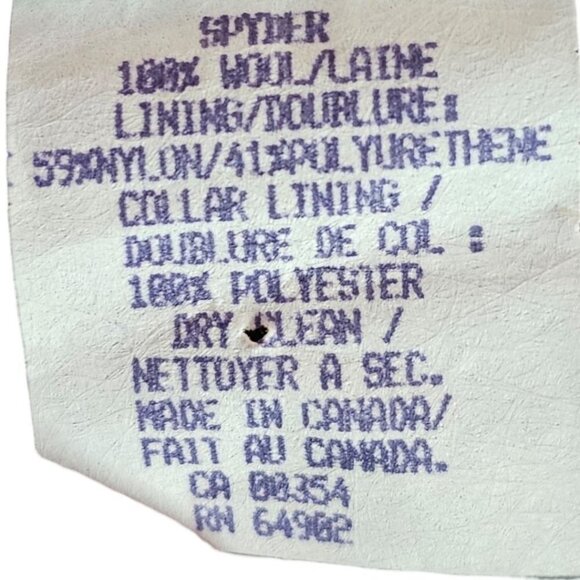 SPYDER
100% WOOL/LAINE
LINING/DOUBLURE:
59%NYLON/41%POLYURETHENE
COLLAR LINING /
DOUBLURE DE COL :
100% POLYESTER
DRY CLEAN /
NETTOYER A SEC.
MADE IN CANADA/
FAIT AU CANADA.
CA 00354
RN 64902